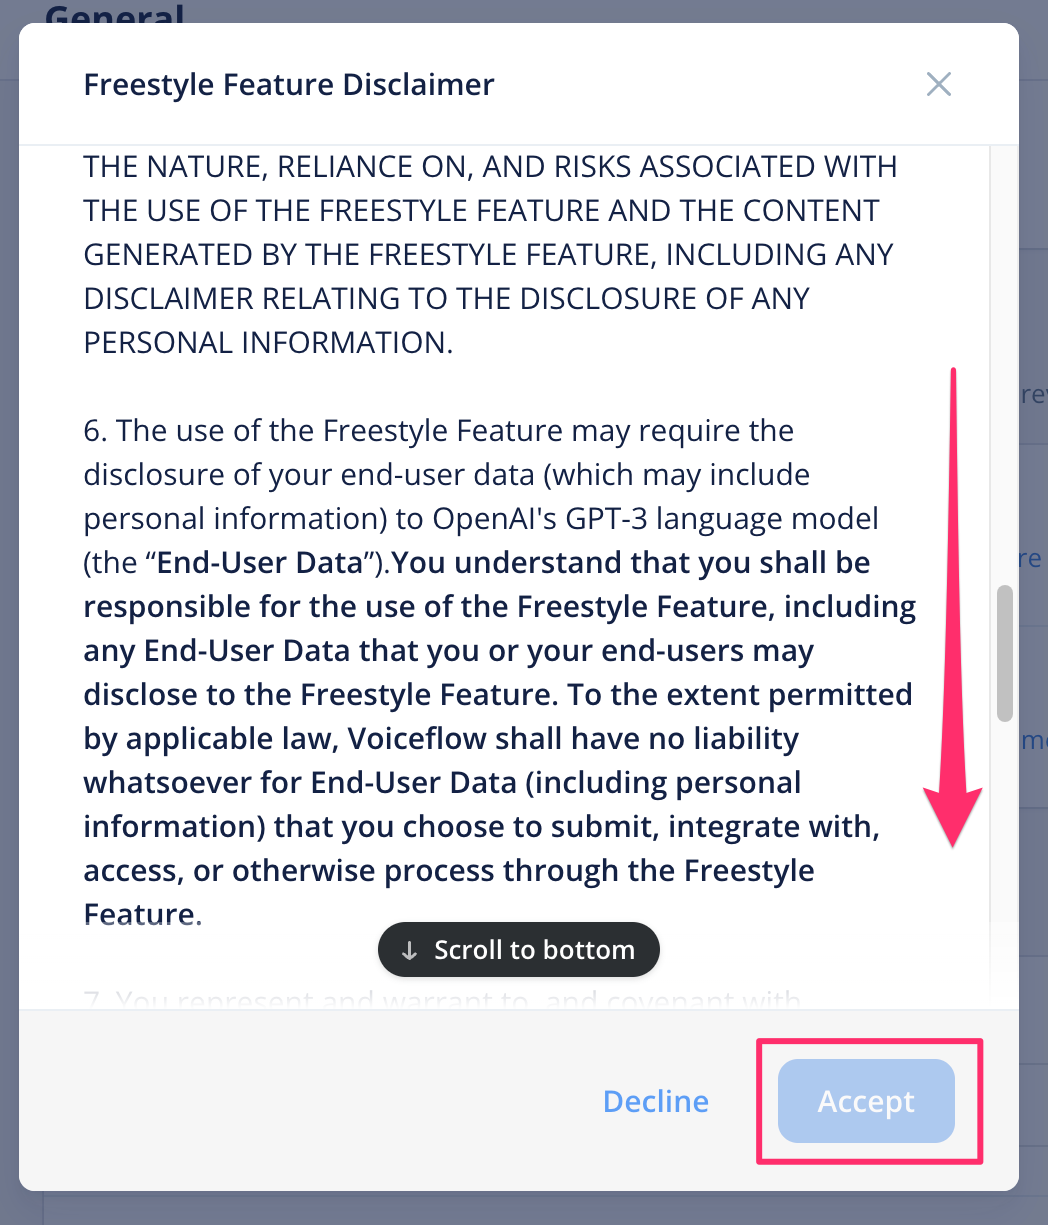 General
Freestyle Feature Disclaimer
THE NATURE, RELIANCE ON, AND RISKS ASSOCIATED WITH
THE USE OF THE FREESTYLE FEATURE AND THE CONTENT
GENERATED BY THE FREESTYLE FEATURE, INCLUDING ANY
DISCLAIMER RELATING TO THE DISCLOSURE OF ANY
PERSONAL INFORMATION.
6. The use of the Freestyle Feature may require the
disclosure of your end-user data (which may include
personal information) to OpenAI's GPT-3 language model
(the “End-User Data”).You understand that you shall be
responsible for the use of the Freestyle Feature, including
any End-User Data that you or your end-users may
disclose to the Freestyle Feature. To the extent permitted
by applicable law, Voiceflow shall have no liability
whatsoever for End-User Data (including personal
information) that you choose to submit, integrate with,
access, or otherwise process through the Freestyle
Feature.
Scroll to bottom
7. You represent and warrant to, and covenant with
Decline
Accept